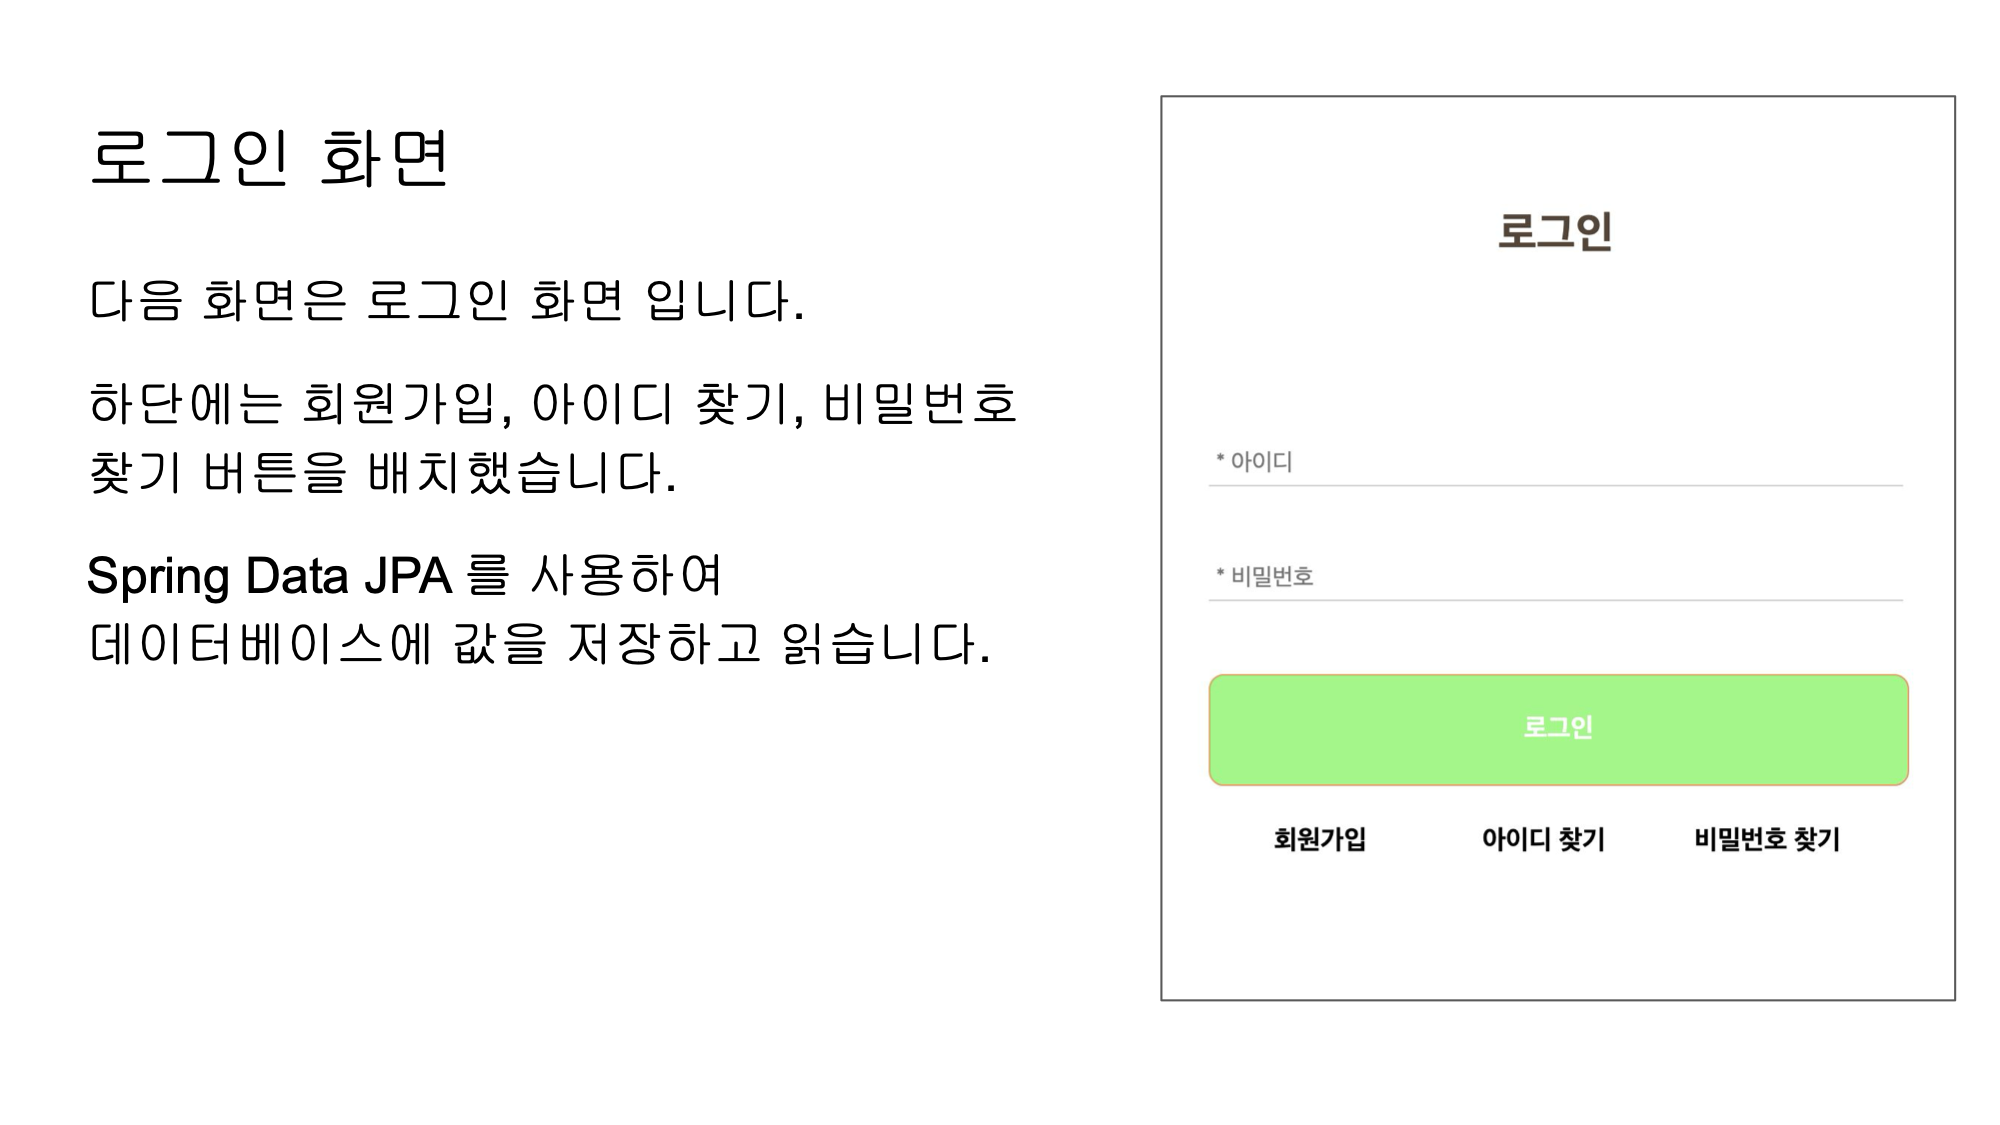 로그인 화면
다음 화면은 로그인 화면 입니다.
하단에는 회원가입, 아이디 찾기, 비밀번호
찾기 버튼을 배치했습니다.
Spring Data JPA 를 사용하여
데이터베이스에 값을 저장하고 읽습니다.
로그인
* 아이디
* 비밀번호
로그인
회원가입 아이디 찾기 비밀번호 찾기